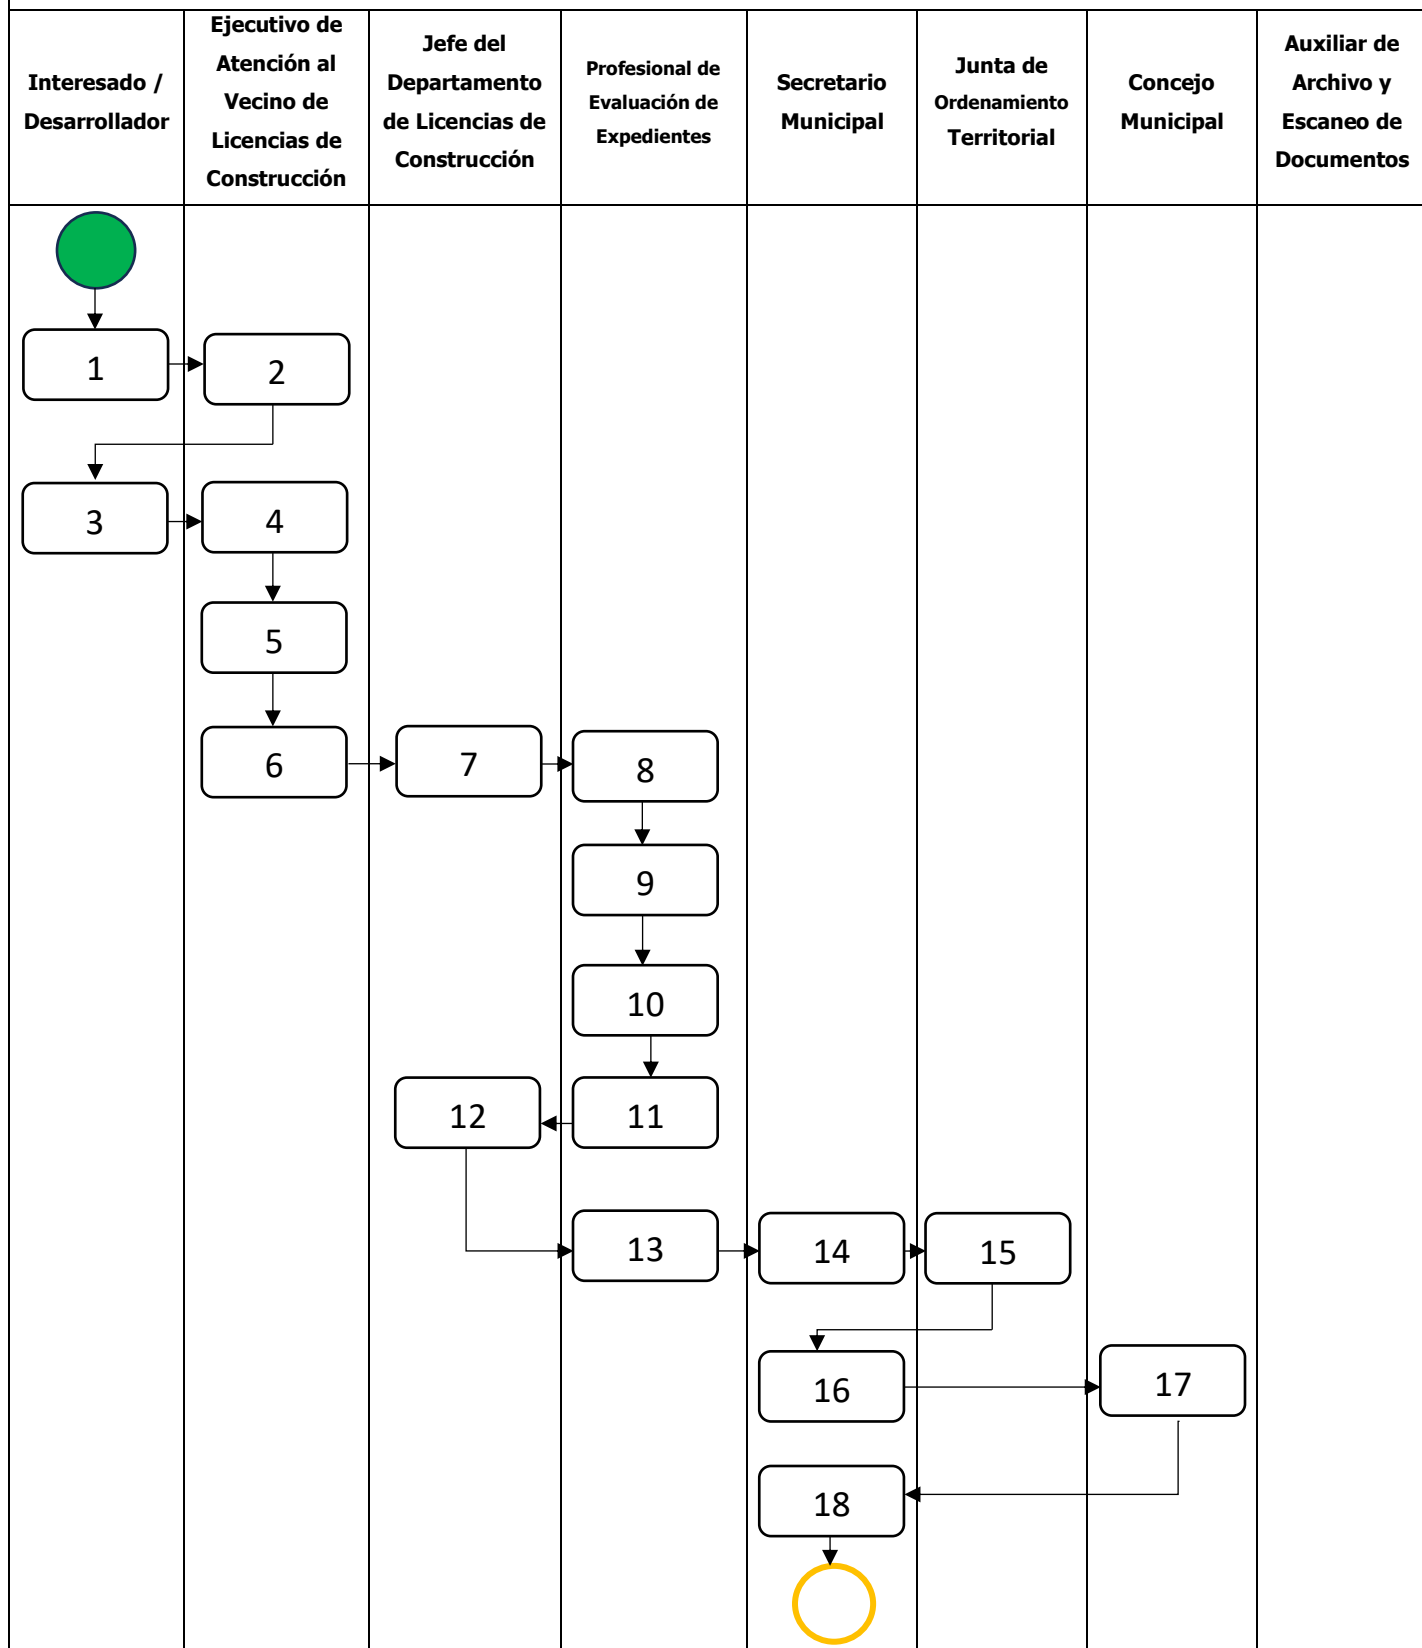 Interesado /
Desarrollador
Ejecutivo de
Atención al
Vecino de
Licencias de
Construcción
Jefe del
Departamento
de Licencias de
Construcción
Profesional de
Evaluación de
Expedientes
Secretario
Municipal
Junta de
Ordenamiento
Territorial
Concejo
Municipal
Auxiliar de
Archivo y
Escaneo de
Documentos
1
2
3
4
5
6
7
8
9
10
11
12
13
14
15
16
17
18